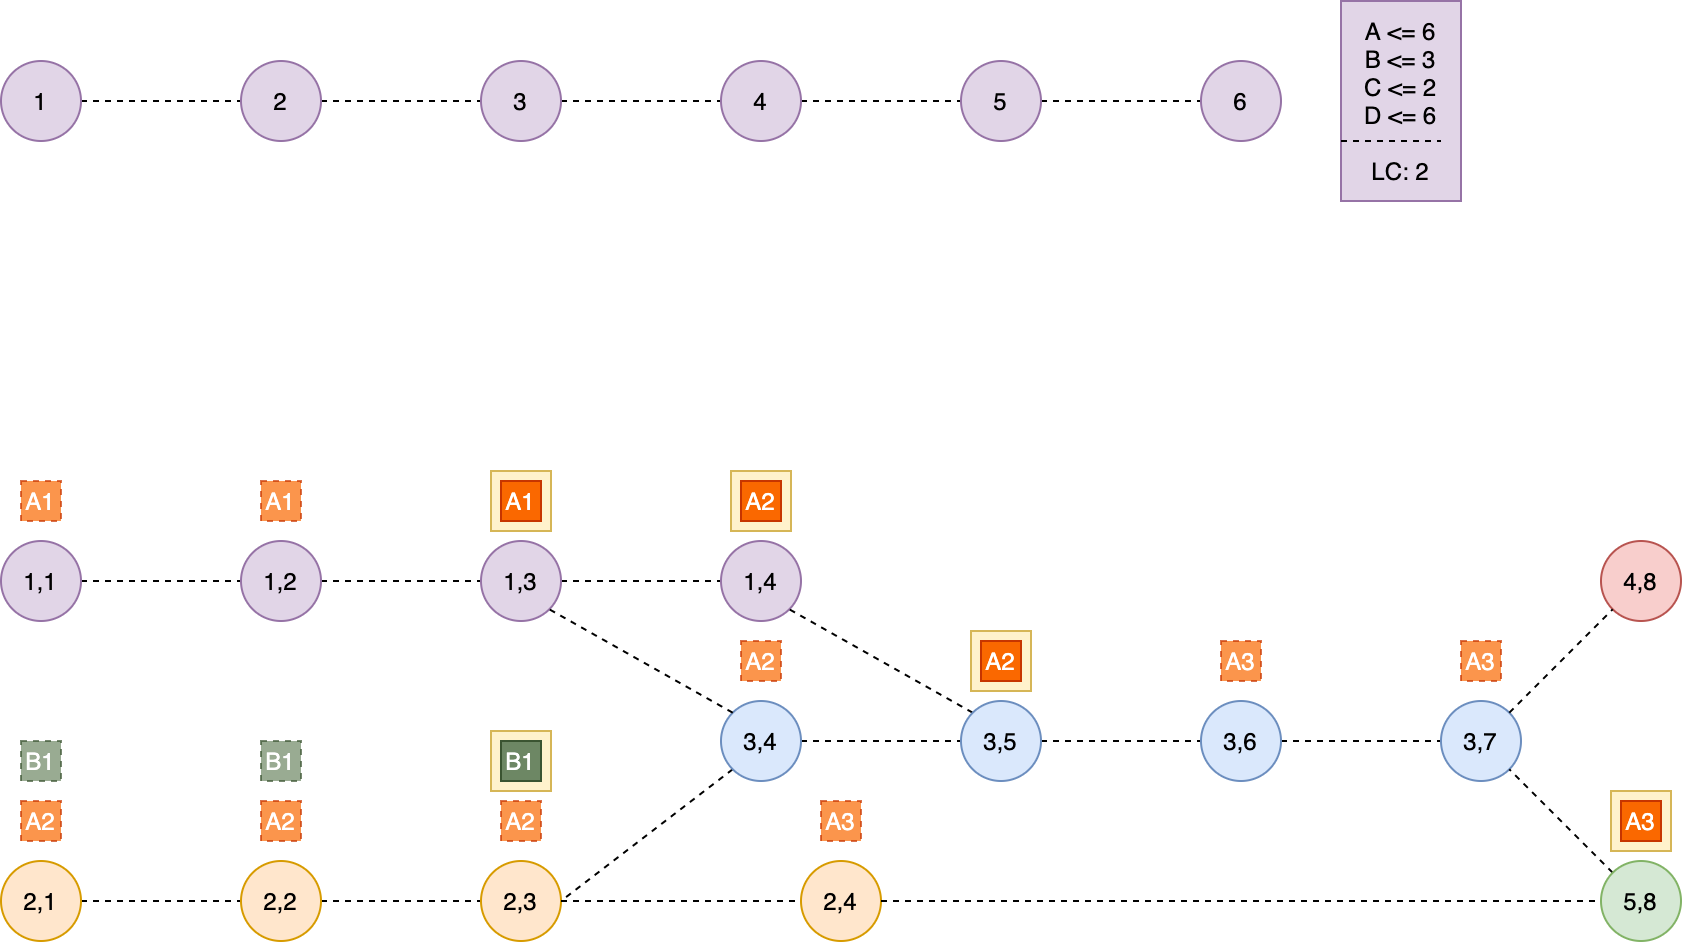 A <= 6
B <= 3
C <= 2
D <= 6
LC: 2
1 2 3 4 5 6
A1 A1 A1 A2
1,1 1,2 1,3 1,4 4,8
A2 A2 A3 A3
3,4 3,5 3,6 3,7
B1 B1 B1
A2 A2 A2 A3 A3
2,1 2,2 2,3 2,4 5,8